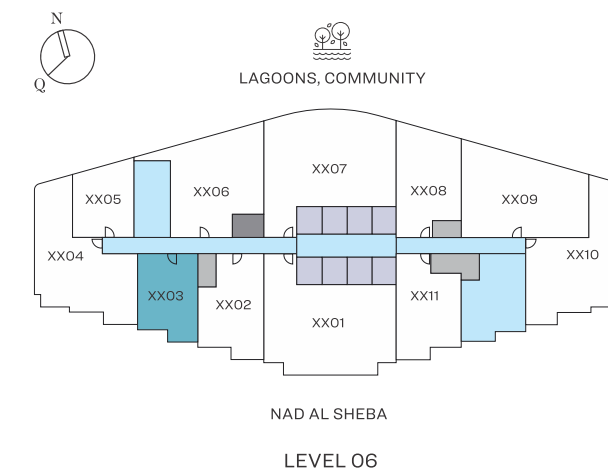 N
Q
LAGOONS, COMMUNITY
XX07
XX05
XX06
XX08
XX09
XX04
XX10
XX03
XX02
XX11
XX01
NAD AL SHEBA
LEVEL 06